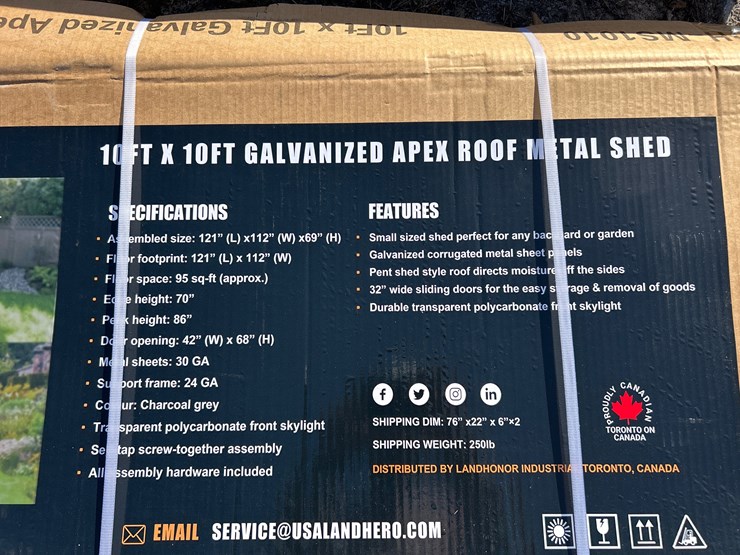 MS1010
10Ft x 10Ft Galvanized Ape
10FT X 10FT GALVANIZED APEX ROOF METAL SHED
SPECIFICATIONS
• Assembled size: 121” (L) x112” (W) x69” (H)
• Floor footprint: 121” (L) x 112” (W)
• Floor space: 95 sq-ft (approx.)
• Edge height: 70”
• Peak height: 86”
• Door opening: 42” (W) x 68” (H)
• Metal sheets: 30 GA
• Support frame: 24 GA
• Colour: Charcoal grey
• Transparent polycarbonate front skylight
• Self-tap screw-together assembly
• All assembly hardware included
FEATURES
• Small sized shed perfect for any backyard or garden
• Galvanized corrugated metal sheet panels
• Pent shed style roof directs moisture off the sides
• 32” wide sliding doors for the easy storage & removal of goods
• Durable transparent polycarbonate front skylight
SHIPPING DIM: 76” x22” x 6”×2
SHIPPING WEIGHT: 250lb
DISTRIBUTED BY LANDHONOR INDUSTRIAL TORONTO, CANADA
PROUDLY CANADIAN
TORONTO ON
CANADA
EMAIL SERVICE@USALANDHERO.COM